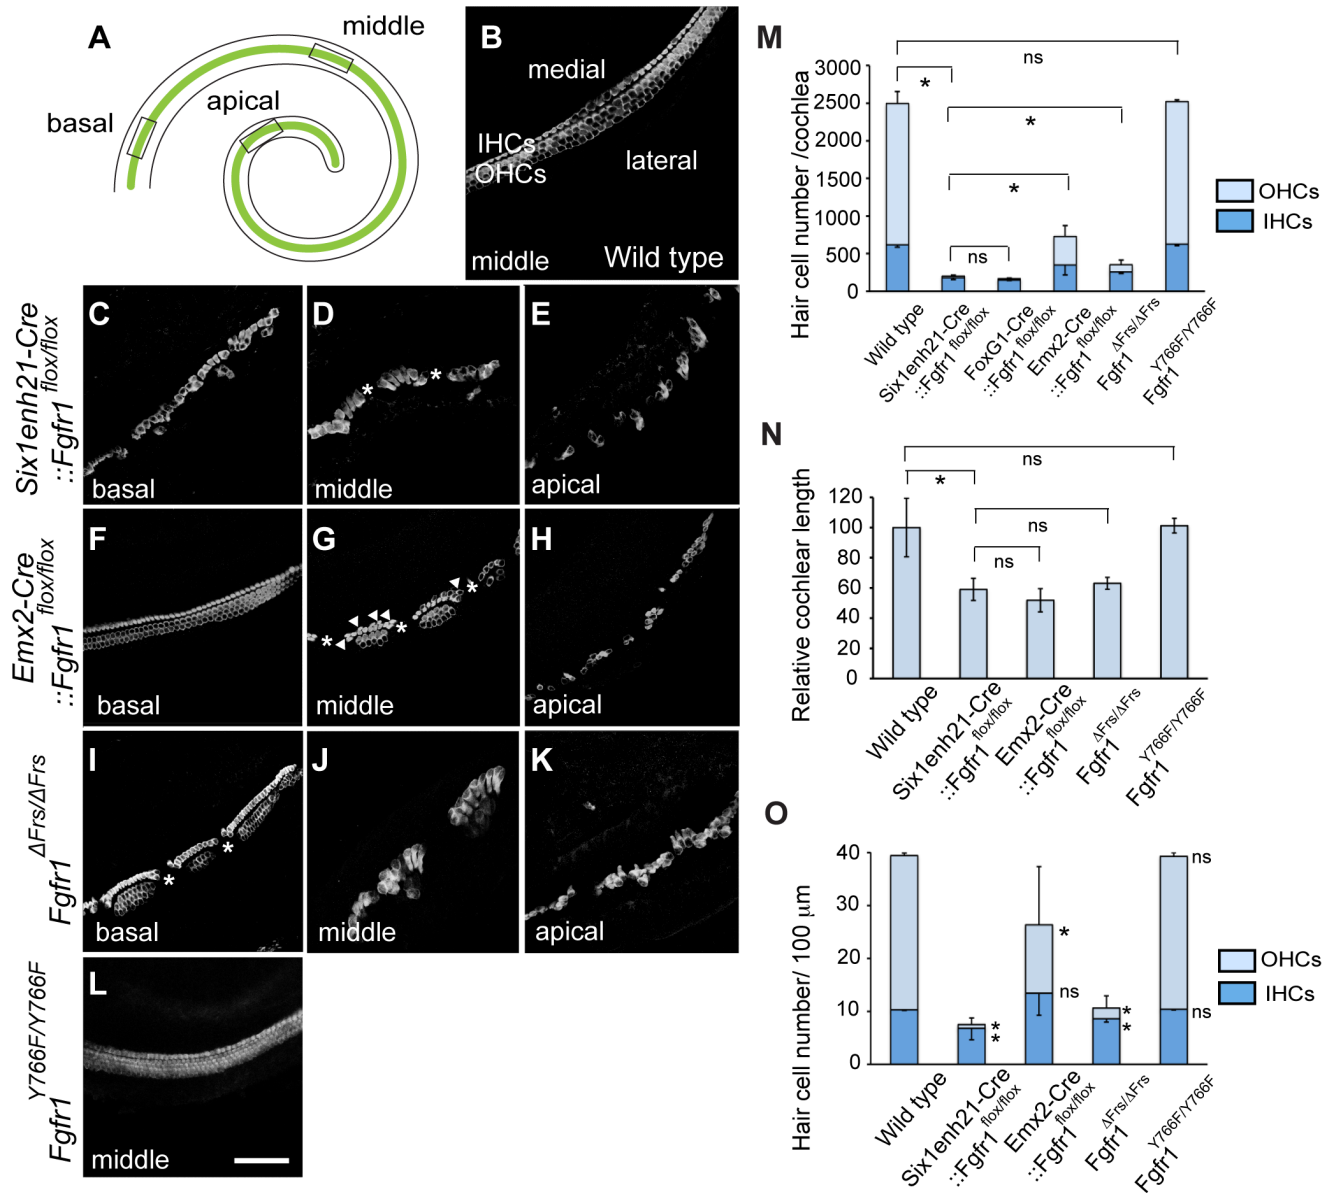 A
middle
apical
basal
B
medial
IHCs
OHCs
lateral
middle
Wild type
Six1enh21-Cre
::Fgfr1 flox/flox
C
basal
D
*
*
middle
E
apical
Emx2-Cre
::Fgfr1 flox/flox
F
basal
G
*
*
*
middle
H
apical
Fgfr1 ΔFrs/ΔFrs
I
*
*
basal
J
middle
K
apical
Fgfr1 Y766F/Y766F
L
middle
M
ns
*
*
*
ns
Hair cell number /cochlea
3000
2500
2000
1500
1000
500
0
OHCs
IHCs
Wild type
Six1enh21-Cre
::Fgfr1 flox/flox
FoxG1-Cre
::Fgfr1 flox/flox
Emx2-Cre
::Fgfr1 flox/flox
Fgfr1 ΔFrs/ΔFrs
Fgfr1 Y766F/Y766F
N
ns
*
ns
ns
Relative cochlear length
120
100
80
60
40
20
0
Wild type
Six1enh21-Cre
::Fgfr1 flox/flox
Emx2-Cre
::Fgfr1 flox/flox
Fgfr1 ΔFrs/ΔFrs
Fgfr1 Y766F/Y766F
O
Hair cell number/ 100 μm
40
30
20
10
0
*
*
*
ns
*
*
ns
ns
OHCs
IHCs
Wild type
Six1enh21-Cre
::Fgfr1 flox/flox
Emx2-Cre
::Fgfr1 flox/flox
Fgfr1 ΔFrs/ΔFrs
Fgfr1 Y766F/Y766F